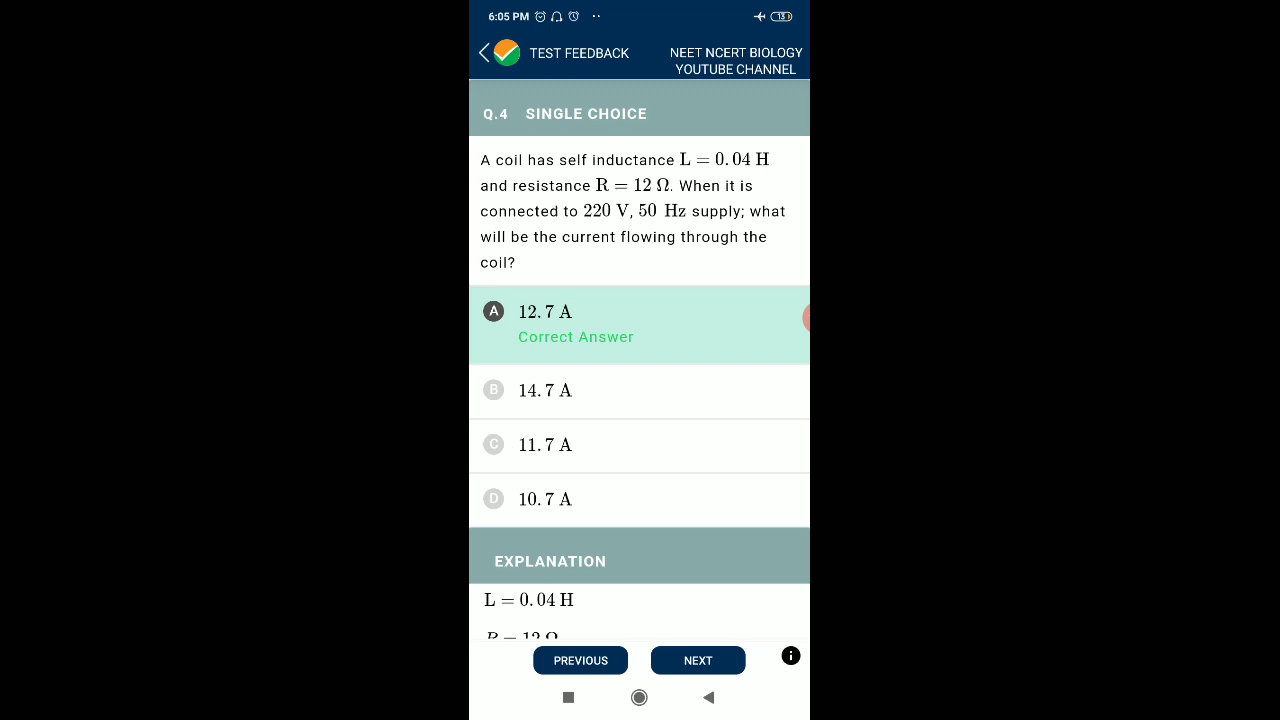 6:05 PM
13
TEST FEEDBACK
NEET NCERT BIOLOGY
YOUTUBE CHANNEL
Q.4 SINGLE CHOICE
A coil has self inductance L = 0.04 H
and resistance R = 12 Ω. When it is
connected to 220 V, 50 Hz supply; what
will be the current flowing through the
coil?
A 12.7 A
Correct Answer
B 14.7 A
C 11.7 A
D 10.7 A
EXPLANATION
L = 0.04 H
R = 12 Ω
PREVIOUS
NEXT